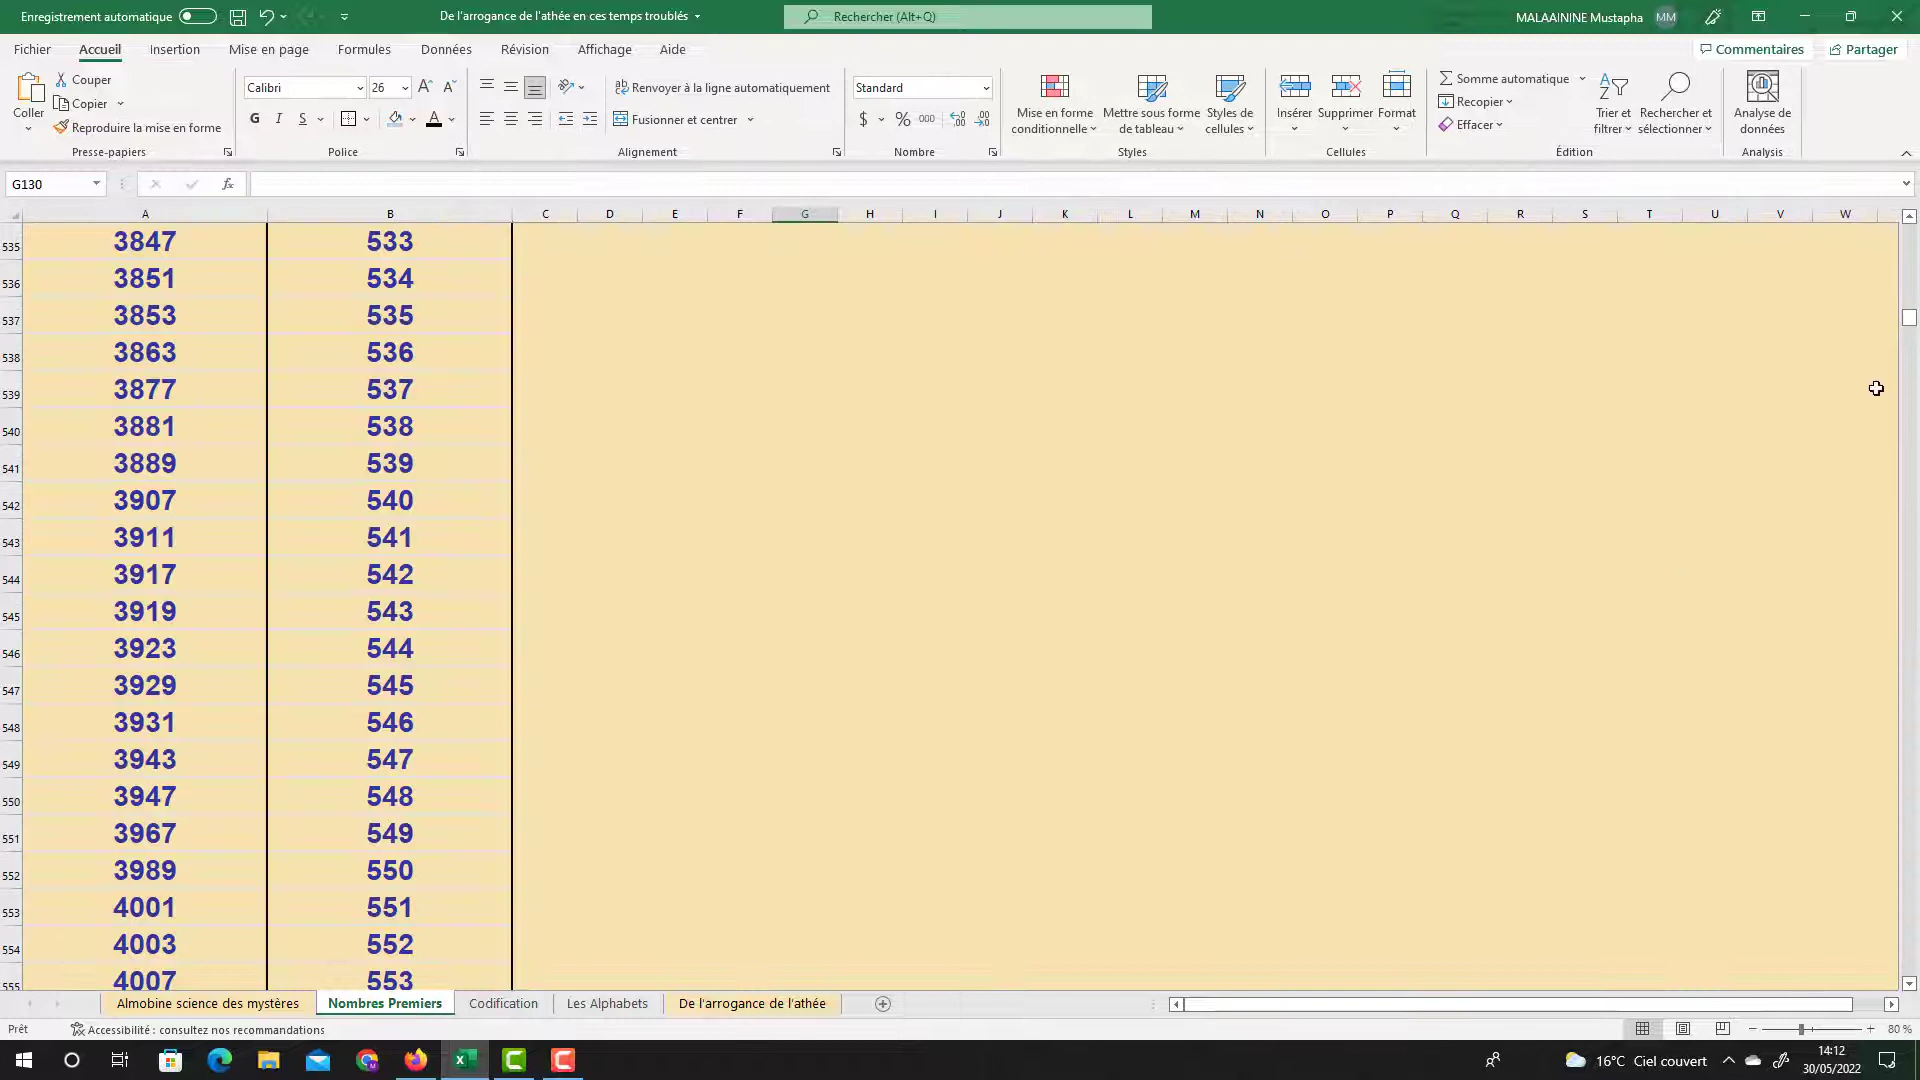 Enregistrement automatique
De l'arrogance de l'athée en ces temps troublés
Rechercher (Alt+Q)
MALAAININE Mustapha
MM
Fichier
Accueil
Insertion
Mise en page
Formules
Données
Révision
Affichage
Aide
Commentaires
Partager
Coller
Couper
Copier
Reproduire la mise en forme
Presse-papiers
Calibri
26
G I S
Police
Renvoyer à la ligne automatiquement
Fusionner et centrer
Alignement
Standard
$ % 000
Nombre
Mise en forme conditionnelle
Mettre sous forme de tableau
Styles de cellules
Styles
Insérer
Supprimer
Format
Cellules
Somme automatique
Recopier
Effacer
Trier et filtrer
Rechercher et sélectionner
Édition
Analyse de données
Analysis
G130
fx
A B C D E F G H I J K L M N O P Q R S T U V W
535 3847 533
536 3851 534
537 3853 535
538 3863 536
539 3877 537
540 3881 538
541 3889 539
542 3907 540
543 3911 541
544 3917 542
545 3919 543
546 3923 544
547 3929 545
548 3931 546
549 3943 547
550 3947 548
551 3967 549
552 3989 550
553 4001 551
554 4003 552
555 4007 553
Almobine science des mystères
Nombres Premiers
Codification
Les Alphabets
De l'arrogance de l'athée
Prêt
Accessibilité : consultez nos recommandations
80 %
16°C Ciel couvert
14:12
30/05/2022